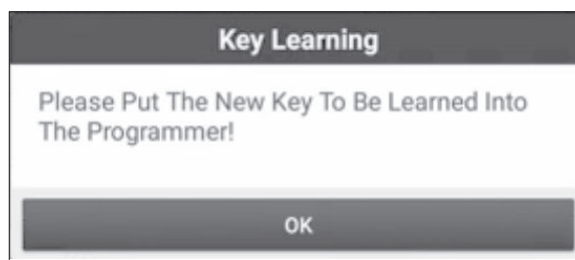 Key Learning
Please Put The New Key To Be Learned Into
The Programmer!
OK